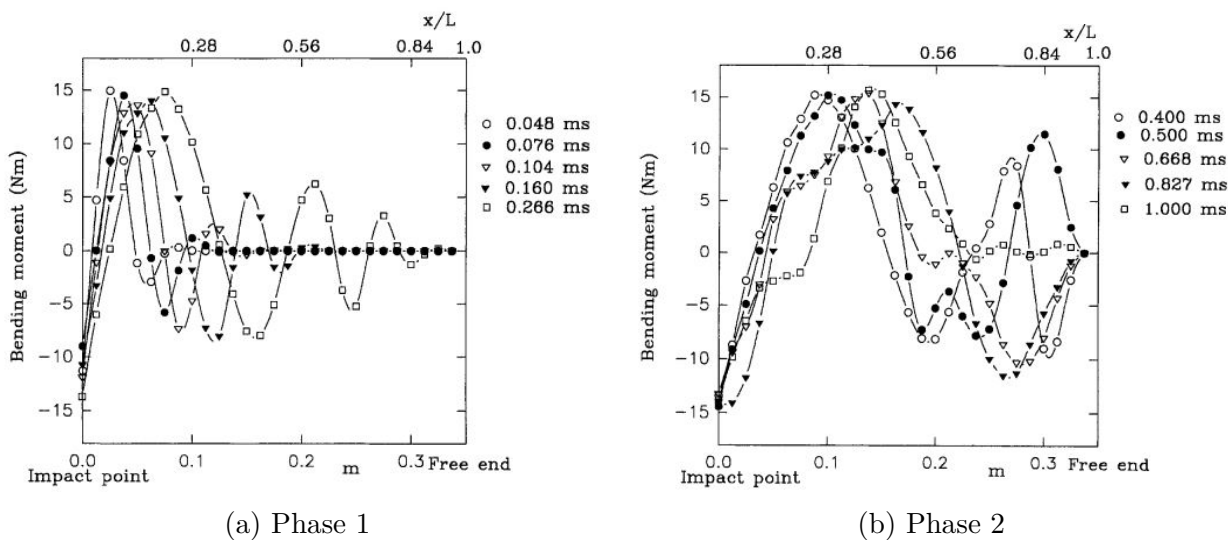 x/L
0.28 0.56 0.84 1.0
15
10
5
0
−5
−10
−15
Bending moment (Nm)
0.048 ms
0.076 ms
0.104 ms
0.160 ms
0.266 ms
0.0 0.1 0.2 0.3
Impact point m Free end
(a) Phase 1
x/L
0.28 0.56 0.84 1.0
15
10
5
0
−5
−10
−15
Bending moment (Nm)
0.400 ms
0.500 ms
0.668 ms
0.827 ms
1.000 ms
0.0 0.1 0.2 0.3
Impact point m Free end
(b) Phase 2